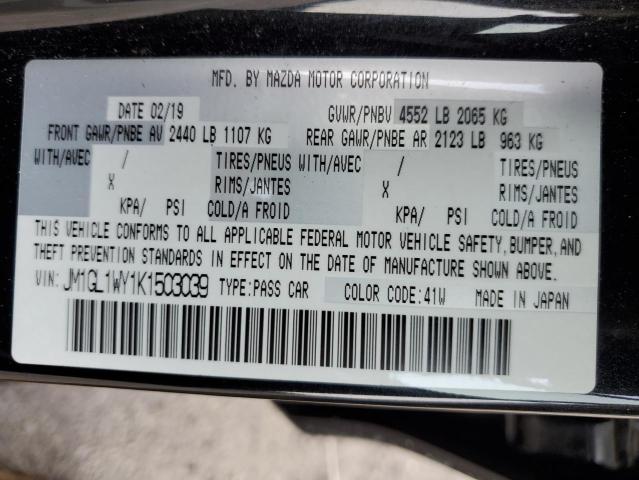 MFD. BY MAZDA MOTOR CORPORATION
DATE 02/19 GVWR/PNBV 4552 LB 2065 KG
FRONT GAWR/PNBE AV 2440 LB 1107 KG REAR GAWR/PNBE AR 2123 LB 963 KG
WITH/AVEC / TIRES/PNEUS WITH/AVEC / TIRES/PNEUS
X RIMS/JANTES X RIMS/JANTES
KPA/ PSI COLD/A FROID KPA/ PSI COLD/A FROID
THIS VEHICLE CONFORMS TO ALL APPLICABLE FEDERAL MOTOR VEHICLE SAFETY, BUMPER, AND
THEFT PREVENTION STANDARDS IN EFFECT ON THE DATE OF MANUFACTURE SHOWN ABOVE.
VIN: JM1GL1WY1K1503039 TYPE:PASS CAR COLOR CODE:41W MADE IN JAPAN